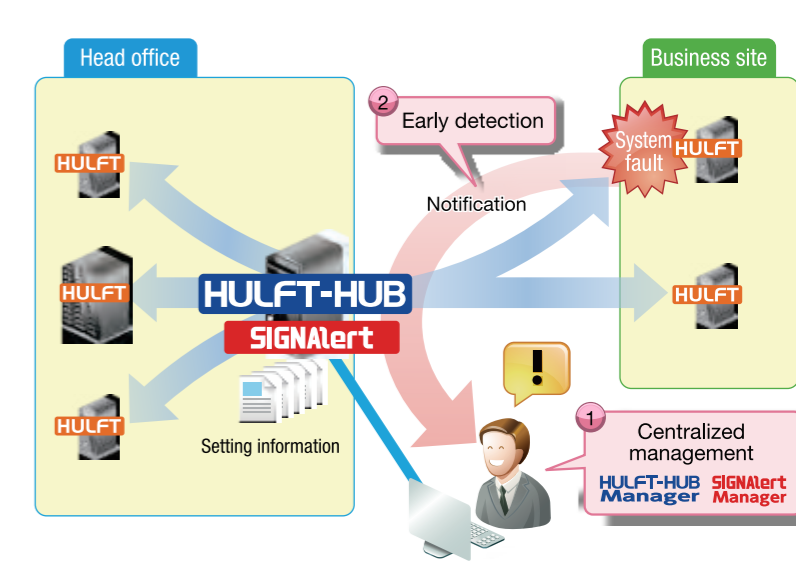 Head office
Business site
2
Early detection
System
fault
HULFT
HULFT
Notification
HULFT
HULFT-HUB
HULFT
SIGNAlert
HULFT
Setting information
!
1
Centralized
management
HULFT-HUB
Manager
SIGNAlert
Manager